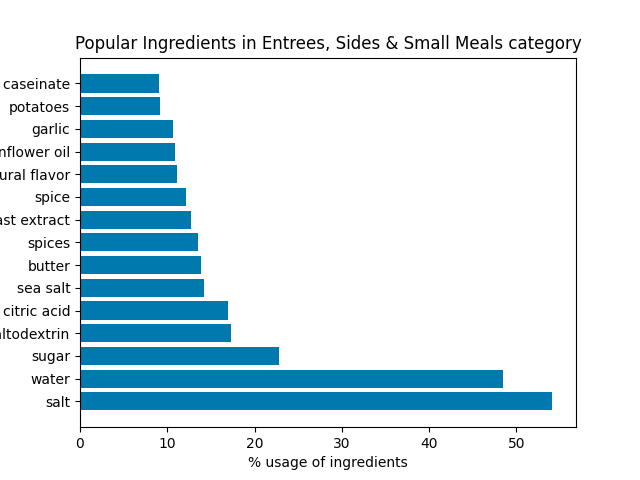 Popular Ingredients in Entrees, Sides & Small Meals category
caseinate
potatoes
garlic
nflower oil
ural flavor
spice
ast extract
spices
butter
sea salt
citric acid
altodextrin
sugar
water
salt
0 10 20 30 40 50
% usage of ingredients